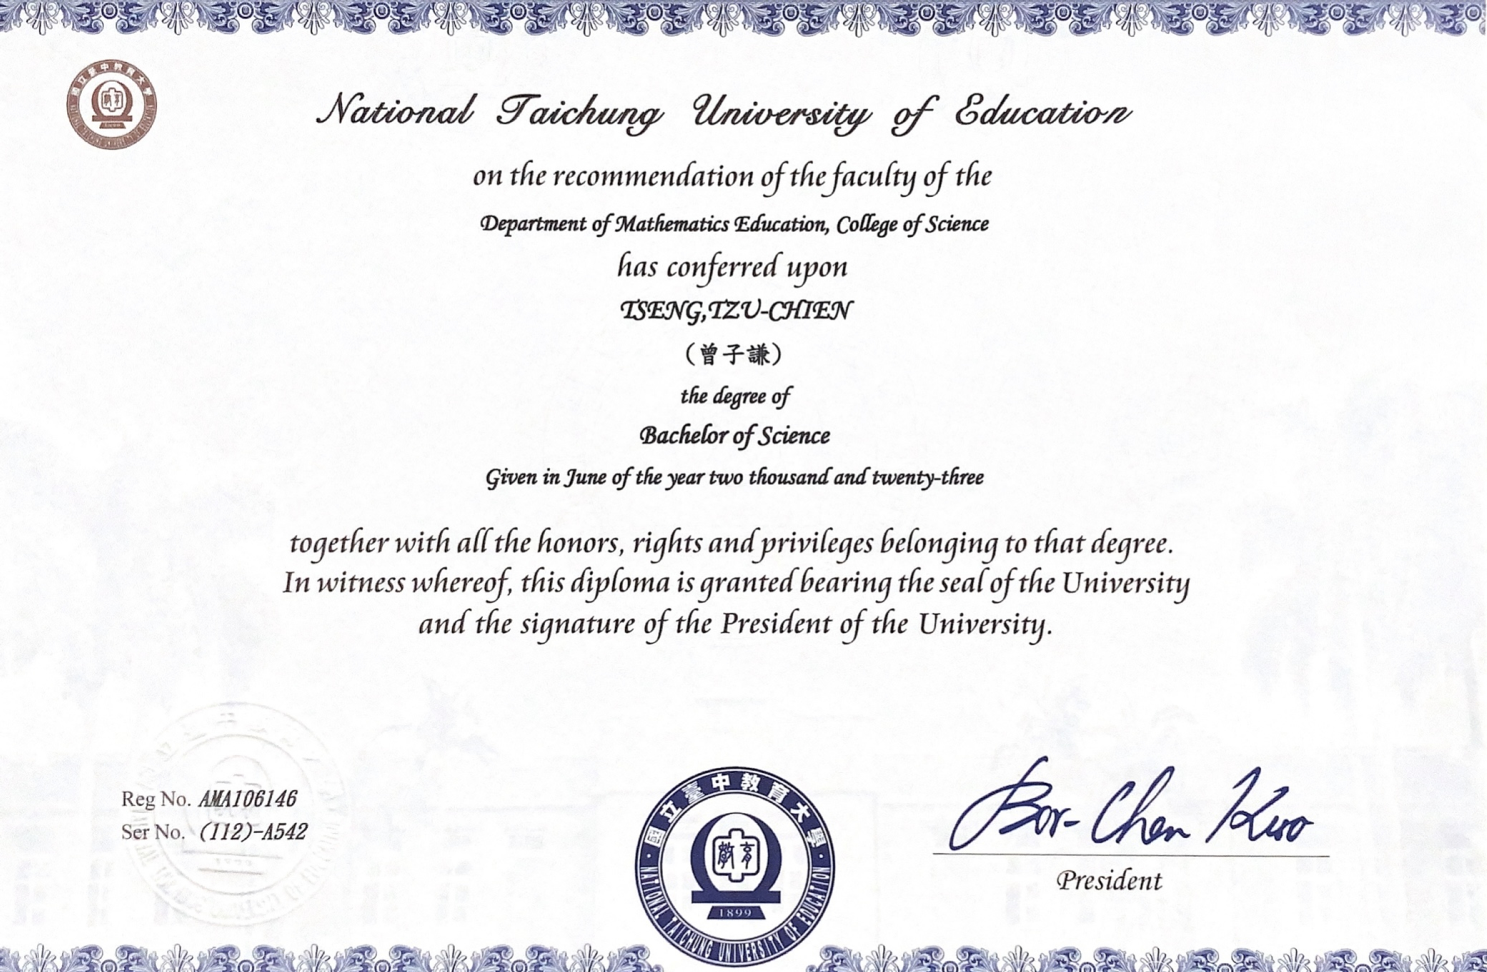 National Taichung University of Education
on the recommendation of the faculty of the
Department of Mathematics Education, College of Science
has conferred upon
TSENG,TZU-CHIEN
(曾子謙)
the degree of
Bachelor of Science
Given in June of the year two thousand and twenty-three
together with all the honors, rights and privileges belonging to that degree.
In witness whereof, this diploma is granted bearing the seal of the University
and the signature of the President of the University.
Reg No. AMA106146
Ser No. (112)-A542
國立臺中教育大學
教育
1899
NATIONAL TAICHUNG UNIVERSITY OF EDUCATION
Bor-Chen Kuo
President